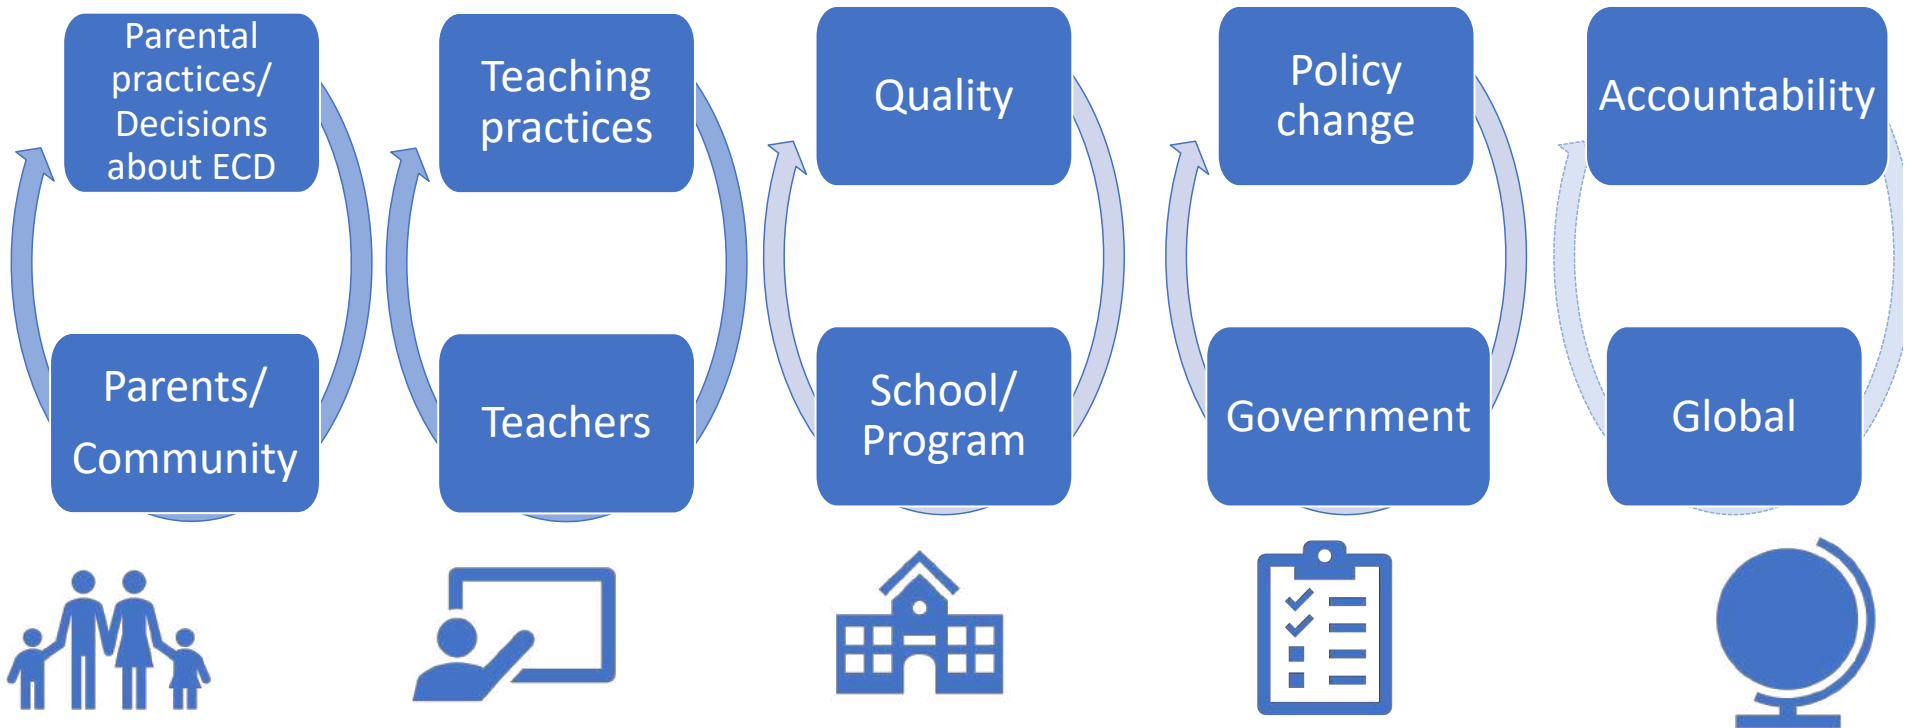 Parental
practices/
Decisions
about ECD
Teaching
practices
Quality
Policy
change
Accountability
Parents/
Community
Teachers
School/
Program
Government
Global